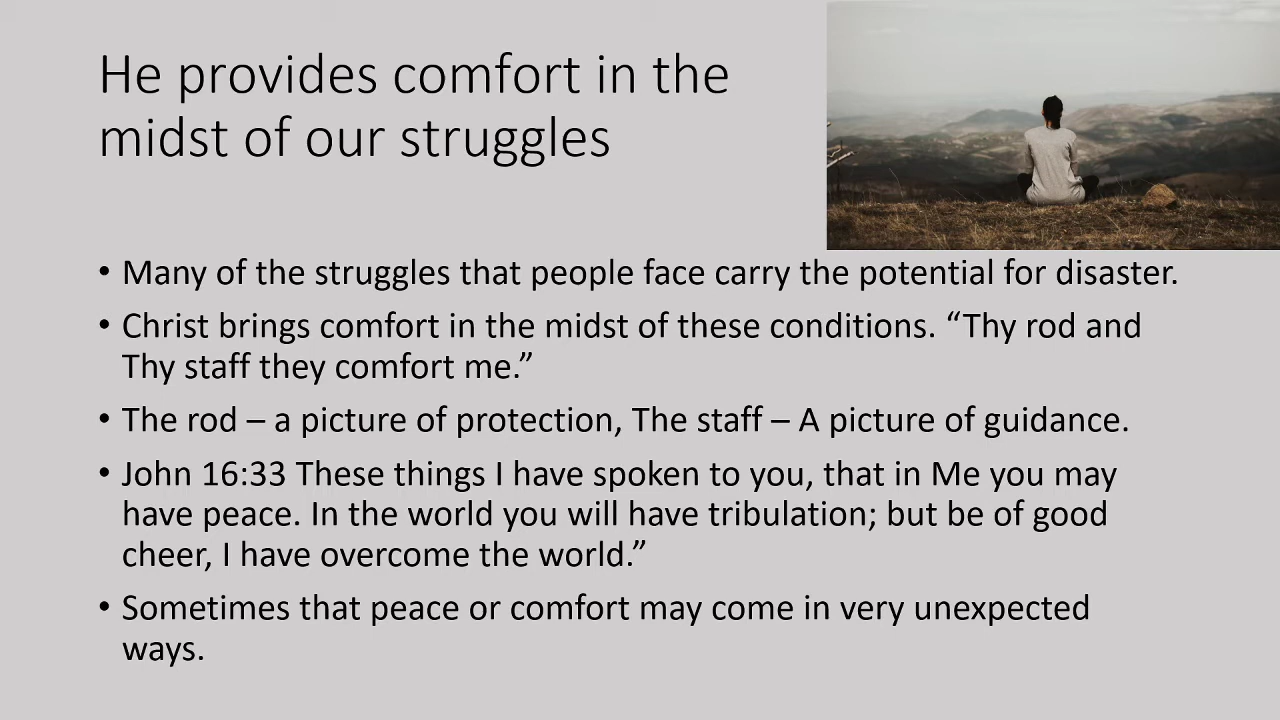 He provides comfort in the
midst of our struggles
• Many of the struggles that people face carry the potential for disaster.
• Christ brings comfort in the midst of these conditions. “Thy rod and
Thy staff they comfort me.”
• The rod – a picture of protection, The staff – A picture of guidance.
• John 16:33 These things I have spoken to you, that in Me you may
have peace. In the world you will have tribulation; but be of good
cheer, I have overcome the world.”
• Sometimes that peace or comfort may come in very unexpected
ways.